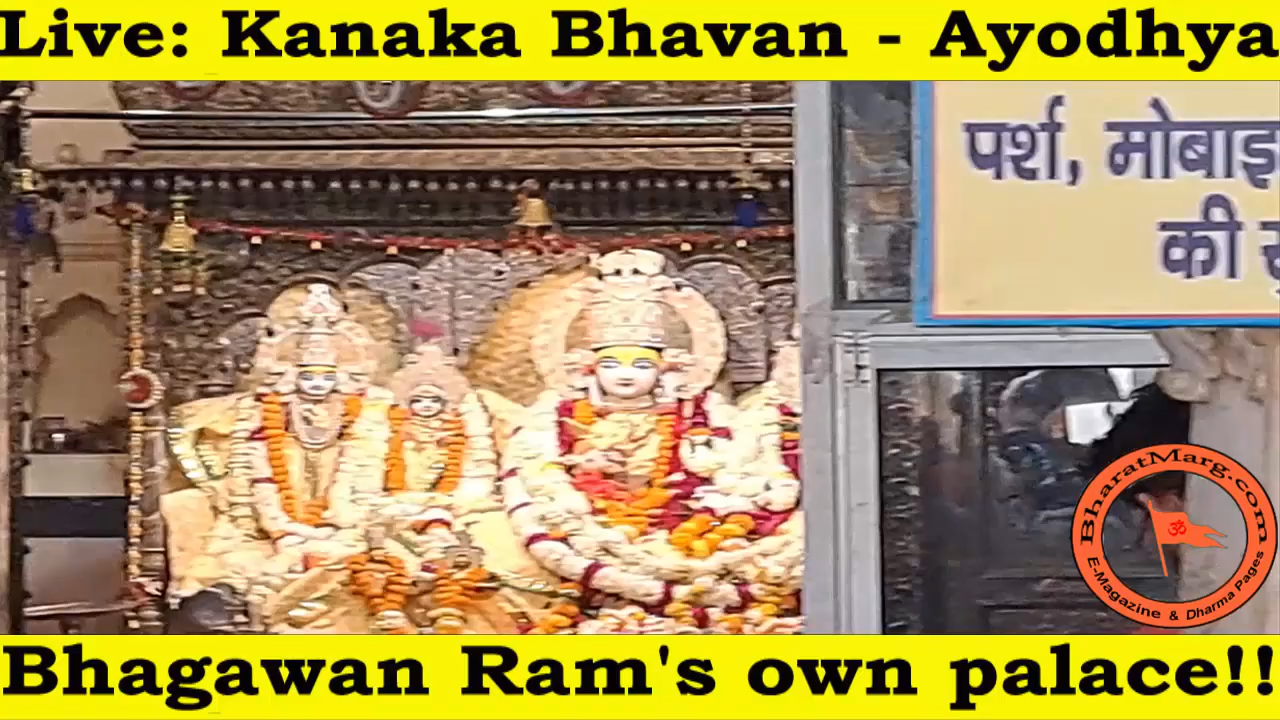 Live: Kanaka Bhavan - Ayodhya
पर्श, मोबाइ
की
BharatMarg.com
ॐ
E-Magazine & Dharma Pages
Bhagawan Ram's own palace!!